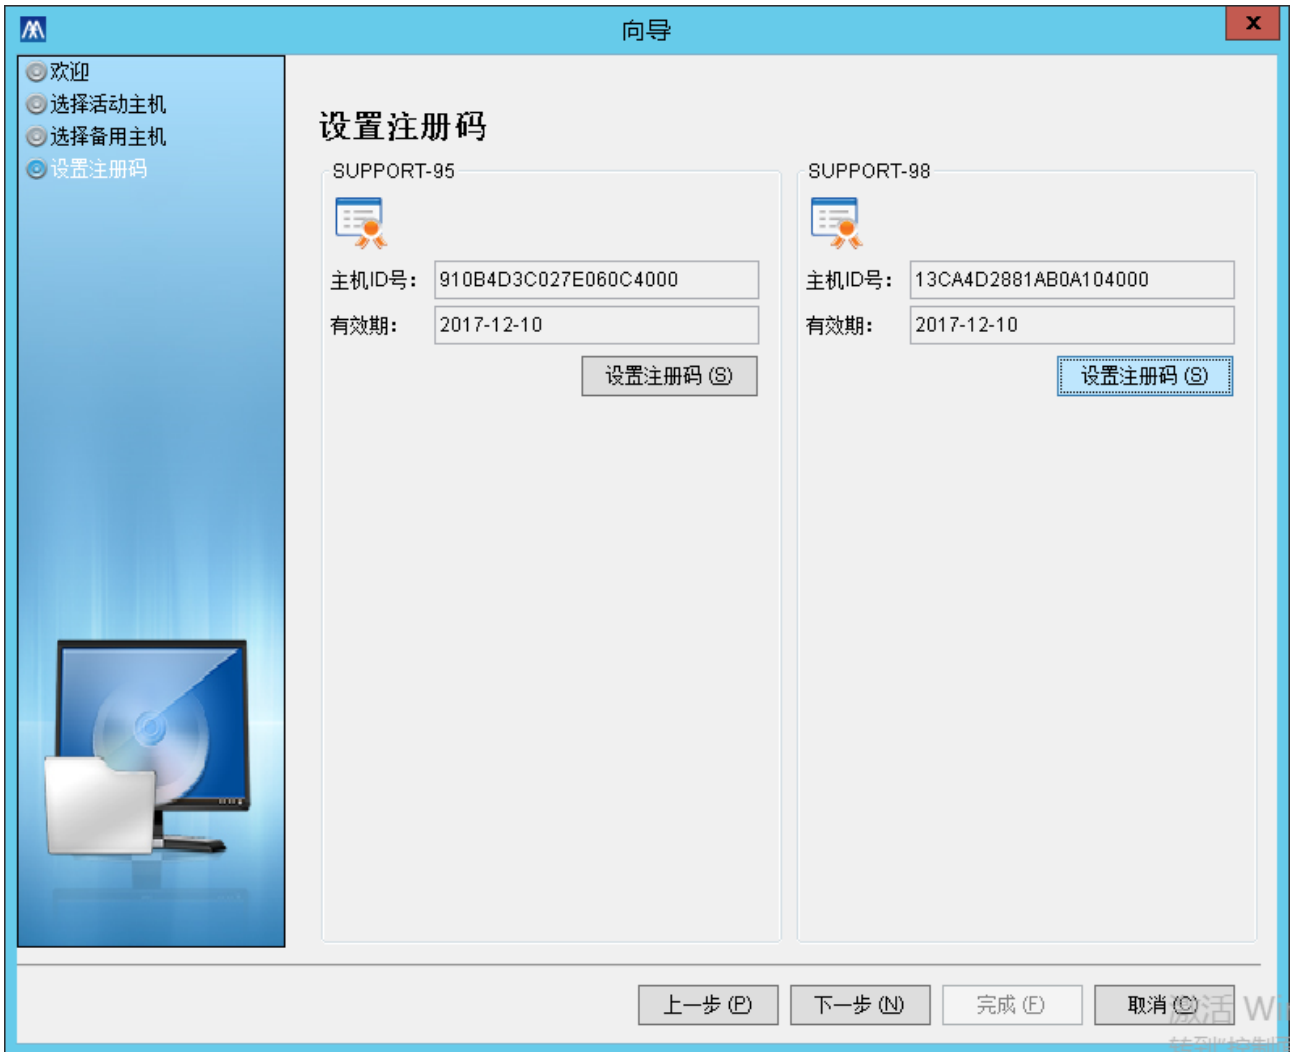 向导
x
欢迎
选择活动主机
选择备用主机
设置注册码
设置注册码
SUPPORT-95
主机ID号：
910B4D3C027E060C4000
有效期：
2017-12-10
设置注册码 (S)
SUPPORT-98
主机ID号：
13CA4D2881AB0A104000
有效期：
2017-12-10
设置注册码 (S)
上一步 (P)
下一步 (N)
完成 (F)
取消 (C)
激活 Wi